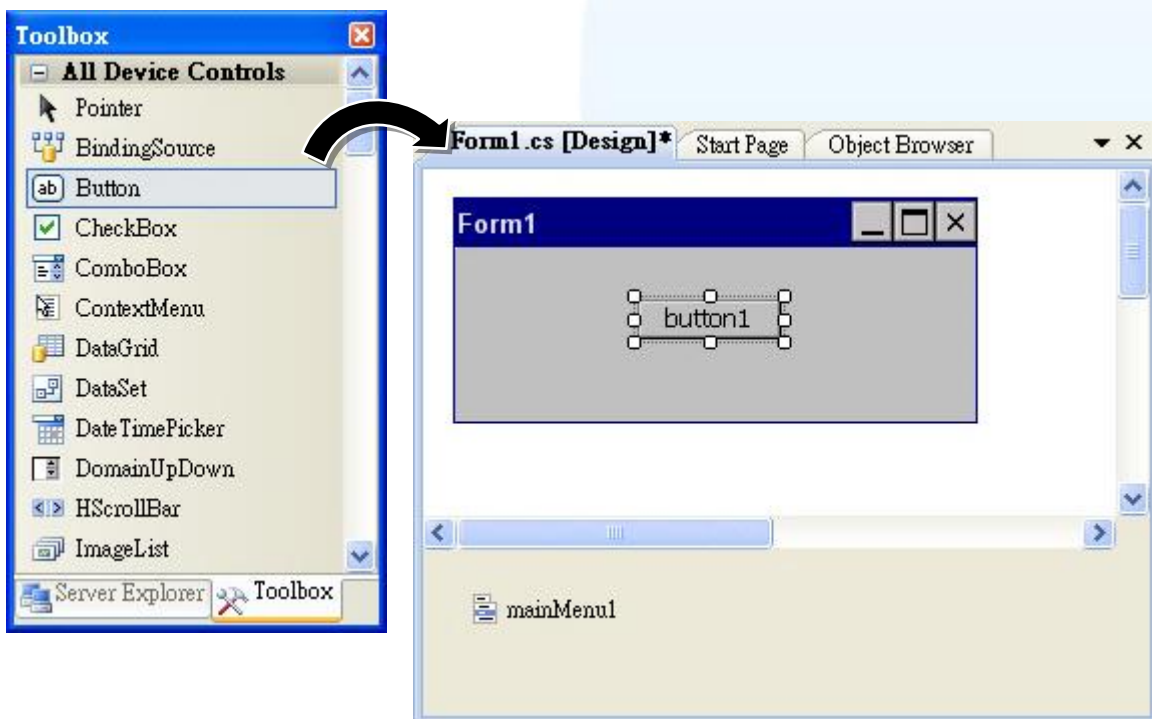 Toolbox
All Device Controls
Pointer
BindingSource
ab Button
CheckBox
ComboBox
ContextMenu
DataGrid
DataSet
DateTimePicker
DomainUpDown
HScrollBar
ImageList
Server Explorer Toolbox
Form1.cs [Design]* Start Page Object Browser
Form1
button1
mainMenu1